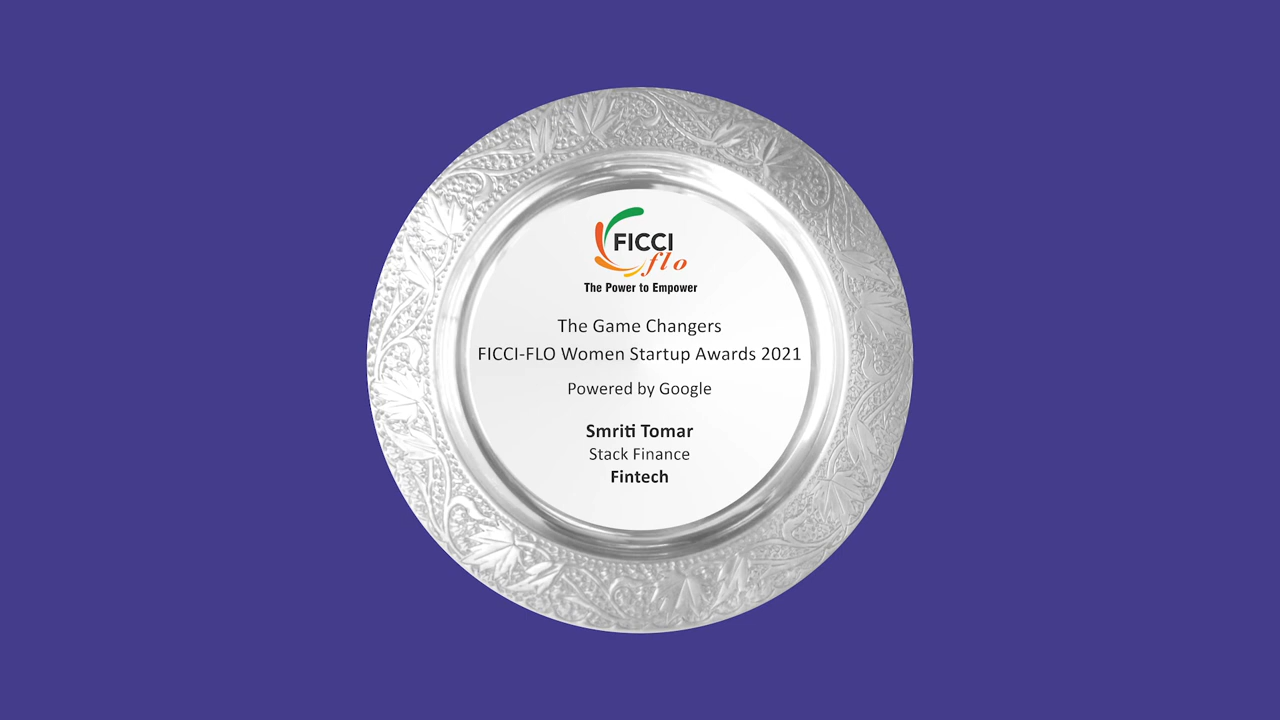 FICCI
flo
The Power to Empower
The Game Changers
FICCI-FLO Women Startup Awards 2021
Powered by Google
Smriti Tomar
Stack Finance
Fintech